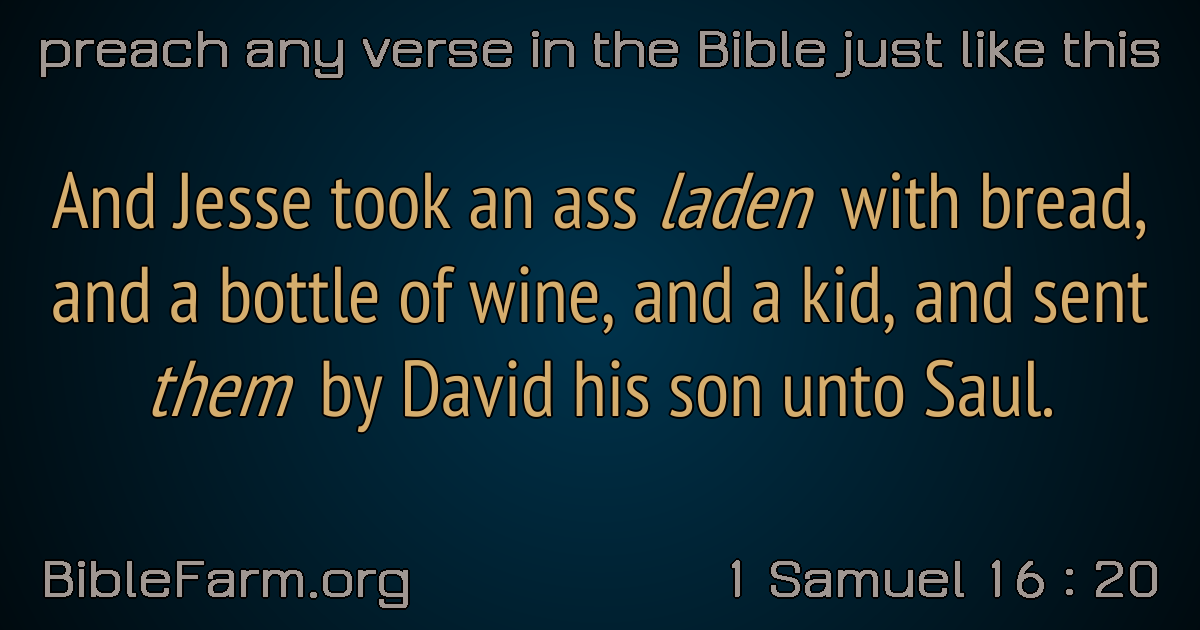 preach any verse in the Bible just like this
And Jesse took an ass laden with bread,
and a bottle of wine, and a kid, and sent
them by David his son unto Saul.
BibleFarm.org
1 Samuel 16 : 20